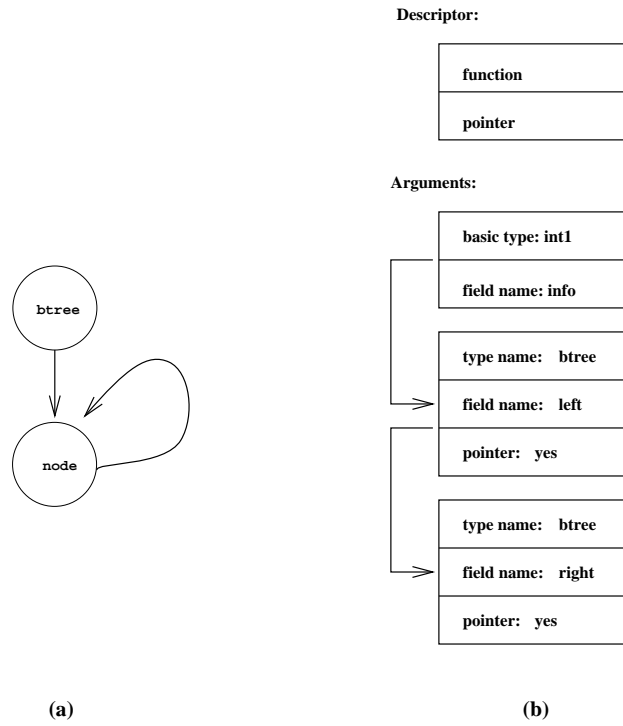 Descriptor:
function
pointer
Arguments:
basic type: int1
field name: info
type name: btree
field name: left
pointer: yes
type name: btree
field name: right
pointer: yes
btree
node
(a)
(b)